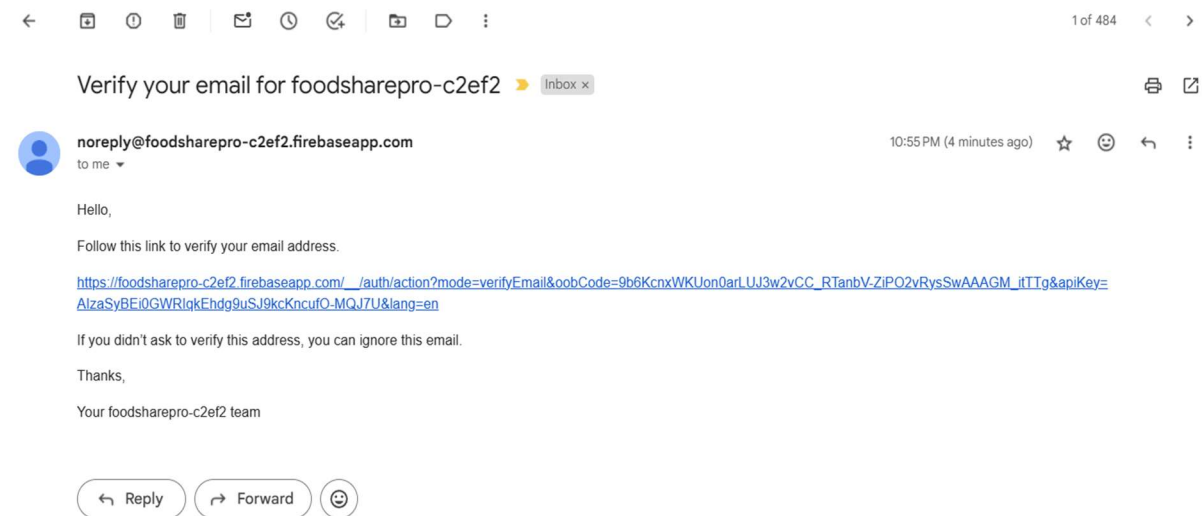 1 of 484
Verify your email for foodsharepro-c2ef2 Inbox ×
noreply@foodsharepro-c2ef2.firebaseapp.com 10:55 PM (4 minutes ago)
to me
Hello,
Follow this link to verify your email address.
https://foodsharepro-c2ef2.firebaseapp.com/__/auth/action?mode=verifyEmail&oobCode=9b6KcnxWKUon0arLUJ3w2vCC_RTanbV-ZiPO2vRysSwAAAGM_itTTg&apiKey=
AIzaSyBEi0GWRIqkEhdg9uSJ9kcKncufO-MQJ7U&lang=en
If you didn’t ask to verify this address, you can ignore this email.
Thanks,
Your foodsharepro-c2ef2 team
Reply Forward